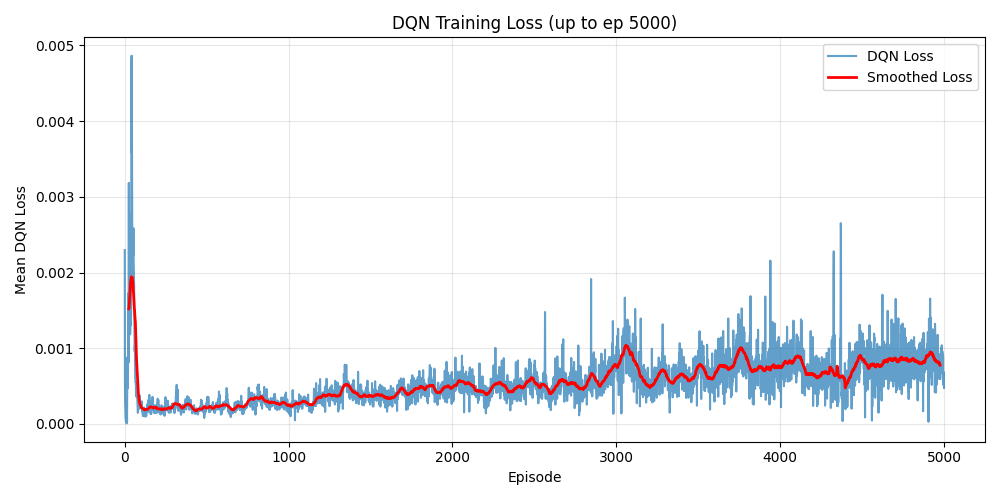 DQN Training Loss (up to ep 5000)
DQN Loss
Smoothed Loss
Mean DQN Loss
0.005
0.004
0.003
0.002
0.001
0.000
0 1000 2000 3000 4000 5000
Episode